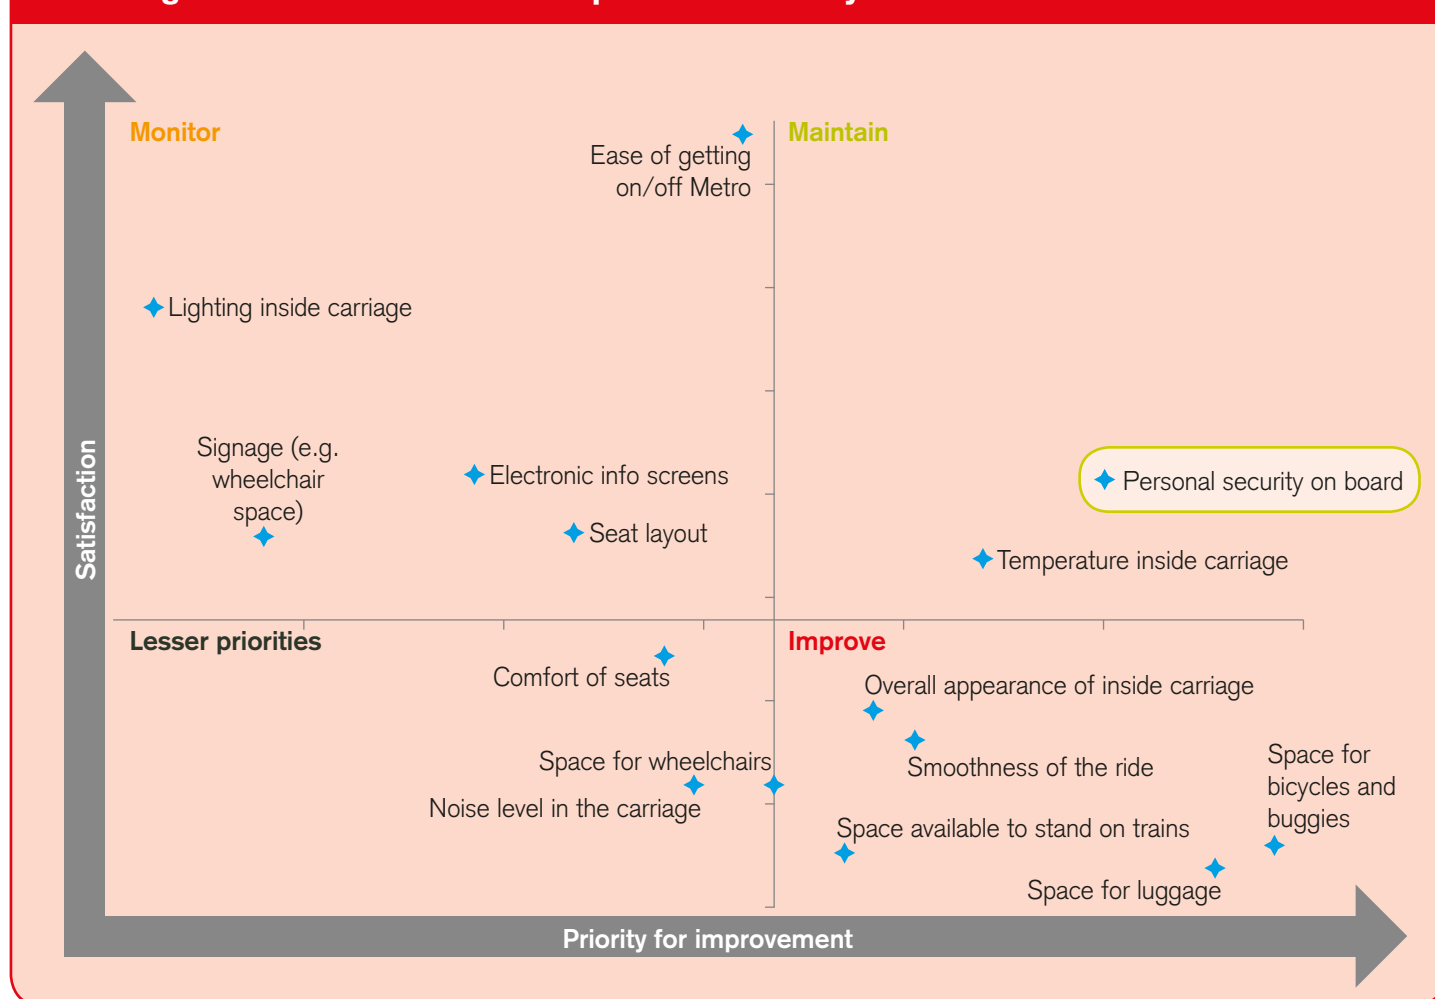 Monitor
Maintain
Ease of getting
on/off Metro
Lighting inside carriage
Signage (e.g.
wheelchair
space)
Electronic info screens
Personal security on board
Seat layout
Temperature inside carriage
Satisfaction
Lesser priorities
Improve
Comfort of seats
Overall appearance of inside carriage
Space for wheelchairs
Smoothness of the ride
Space for
bicycles and
buggies
Noise level in the carriage
Space available to stand on trains
Space for luggage
Priority for improvement